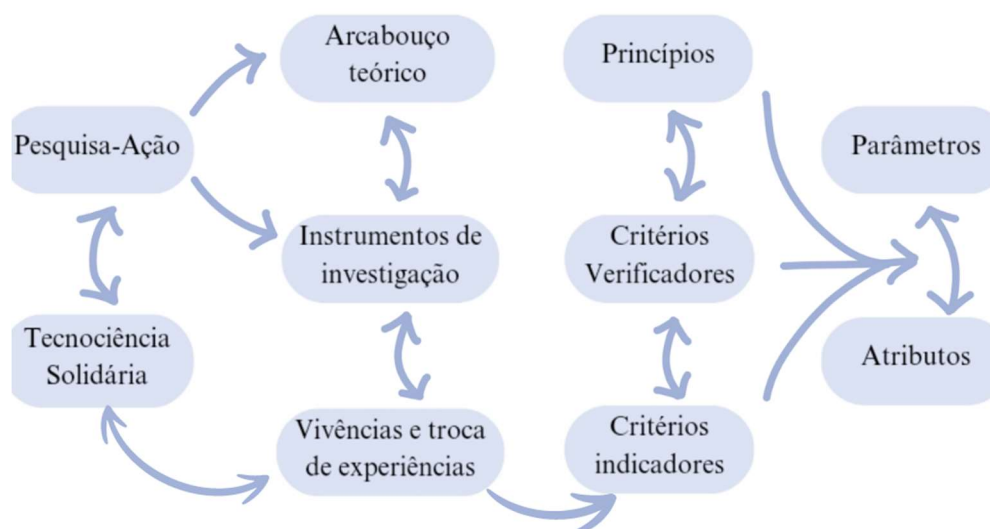 Arcabouço
teórico
Princípios
Pesquisa-Ação
Parâmetros
Instrumentos de
investigação
Critérios
Verificadores
Tecnociência
Solidária
Atributos
Vivências e troca
de experiências
Critérios
indicadores